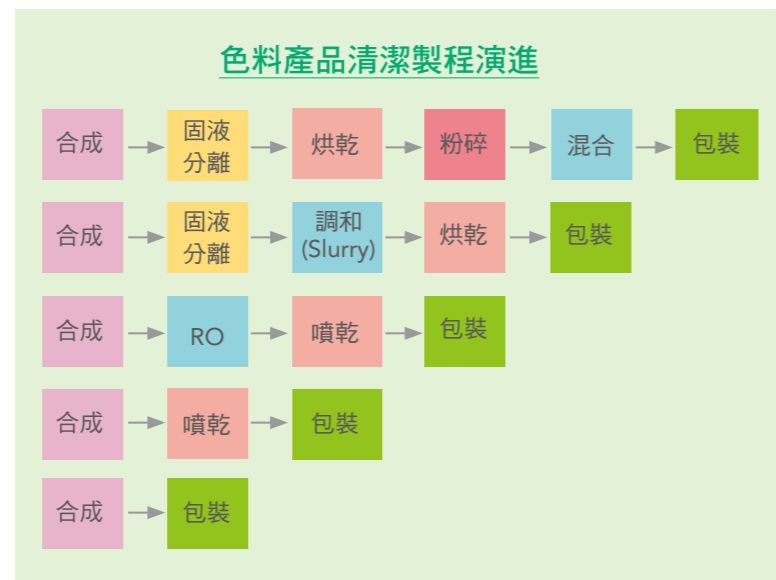 色料產品清潔製程演進
合成 固液分離 烘乾 粉碎 混合 包裝
合成 固液分離 調和(Slurry) 烘乾 包裝
合成 RO 噴乾 包裝
合成 噴乾 包裝
合成 包裝